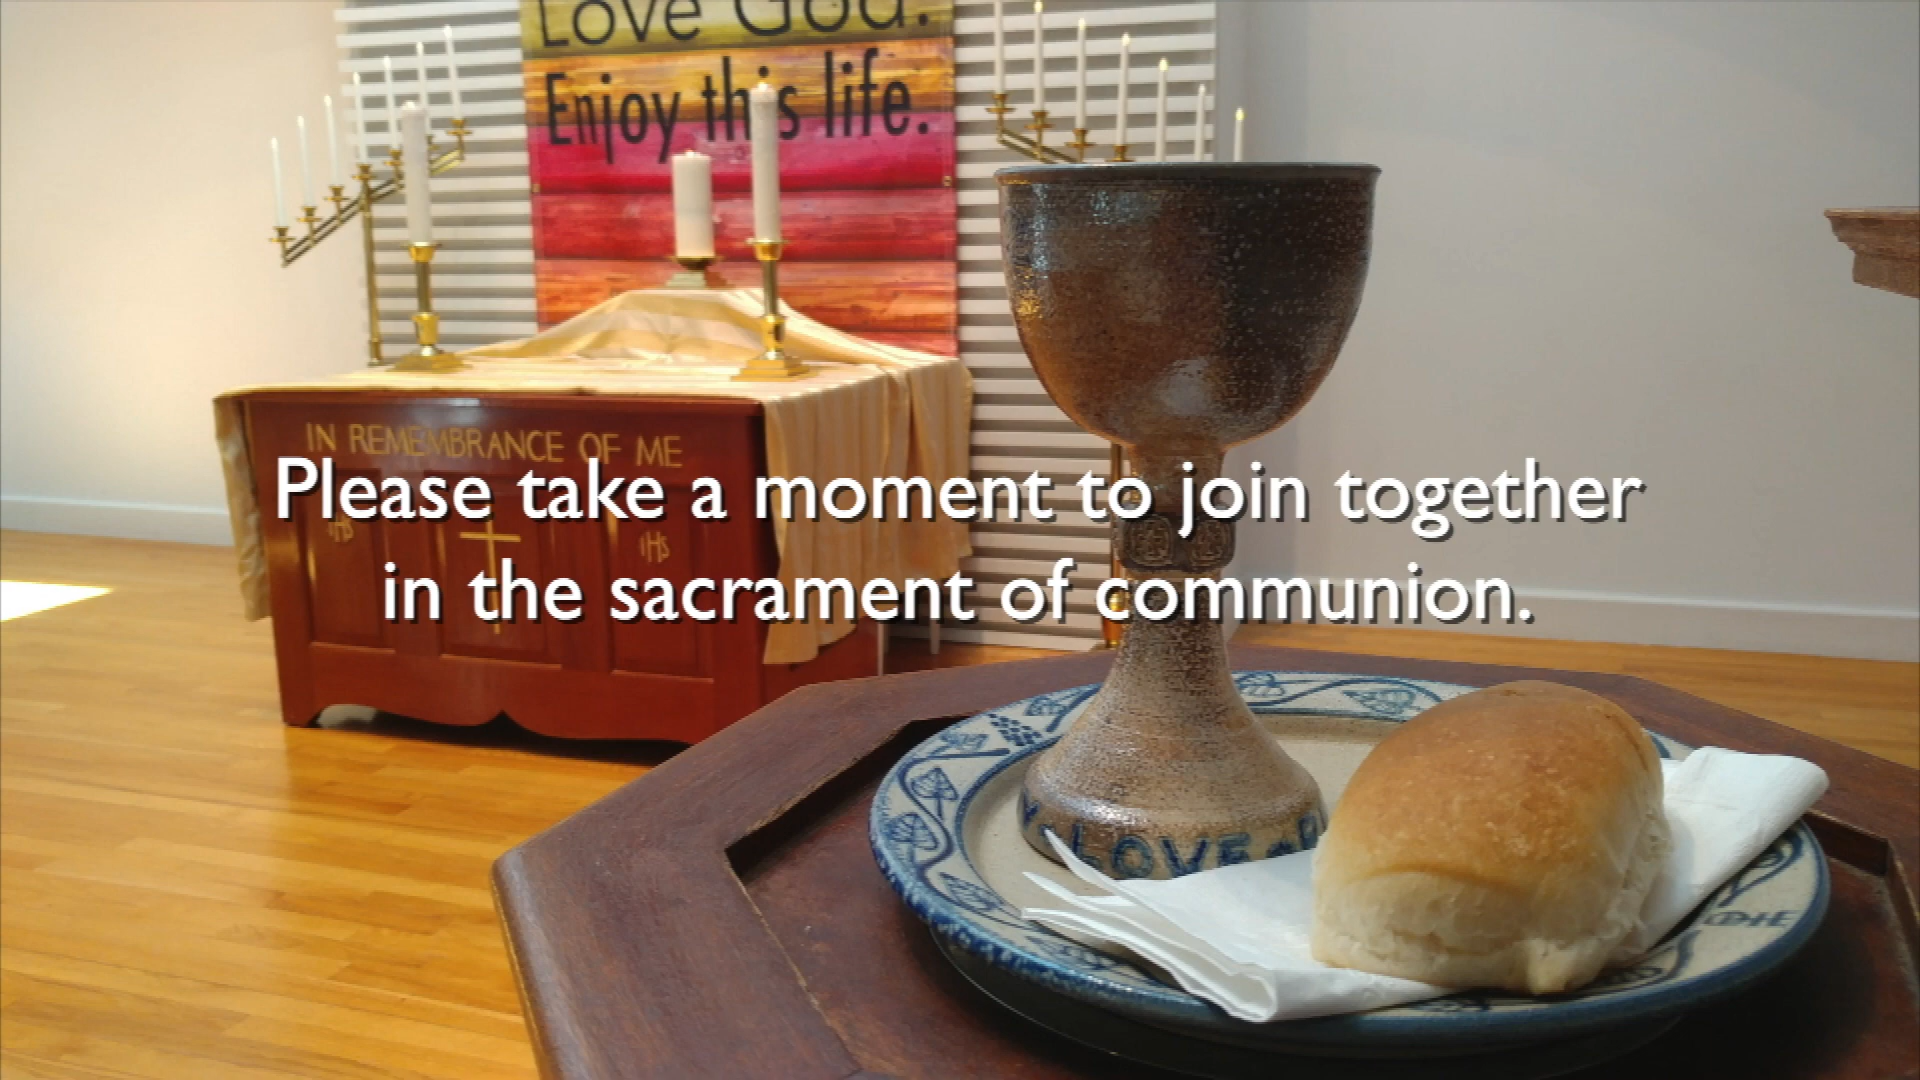 Love God.
Enjoy this life.
IN REMEMBRANCE OF ME
Please take a moment to join together
in the sacrament of communion.
IHS
IHS
LOVE